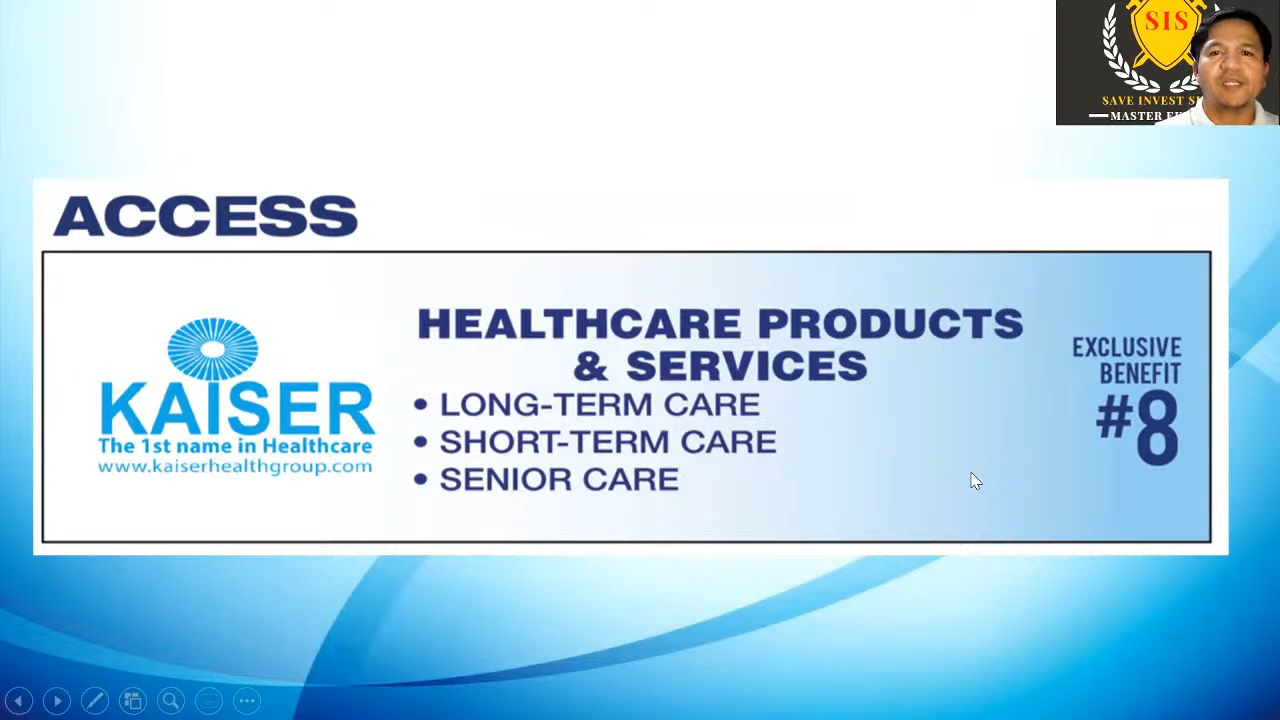 SIS
SAVE INVEST
MASTER
ACCESS
KAISER
The 1st name in Healthcare
www.kaiserhealthgroup.com
HEALTHCARE PRODUCTS
& SERVICES
• LONG-TERM CARE
• SHORT-TERM CARE
• SENIOR CARE
EXCLUSIVE
BENEFIT
#8